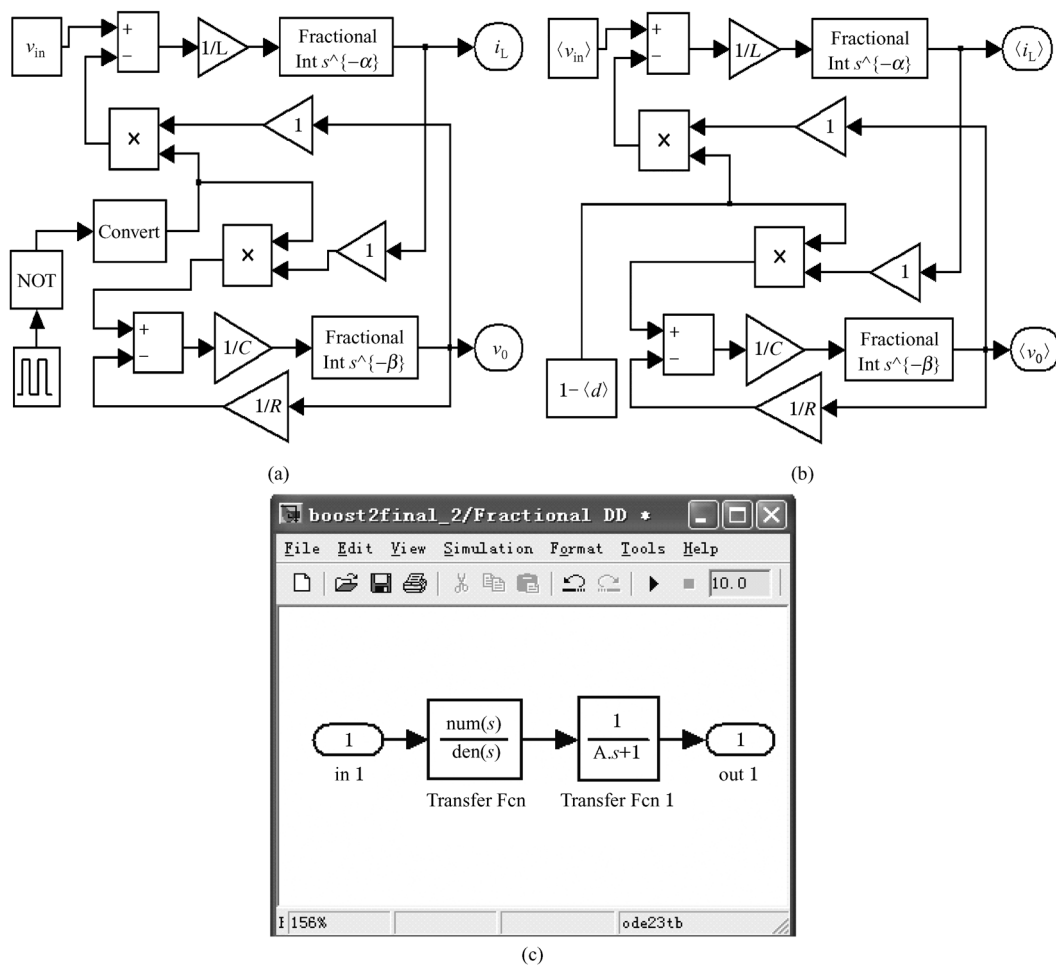 v_in
+
−
1/L
Fractional
Int s^{−α}
i_L
×
1
Convert
×
1
NOT
+
−
1/C
Fractional
Int s^{−β}
v_0
1/R
(a)
⟨v_in⟩
+
−
1/L
Fractional
Int s^{−α}
⟨i_L⟩
×
1
×
1
+
−
1/C
Fractional
Int s^{−β}
⟨v_0⟩
1−⟨d⟩
1/R
(b)
boost2final_2/Fractional DD *
File Edit View Simulation Format Tools Help
10.0
1
in 1
num(s)
den(s)
Transfer Fcn
1
A.s+1
Transfer Fcn 1
1
out 1
156%
ode23tb
(c)